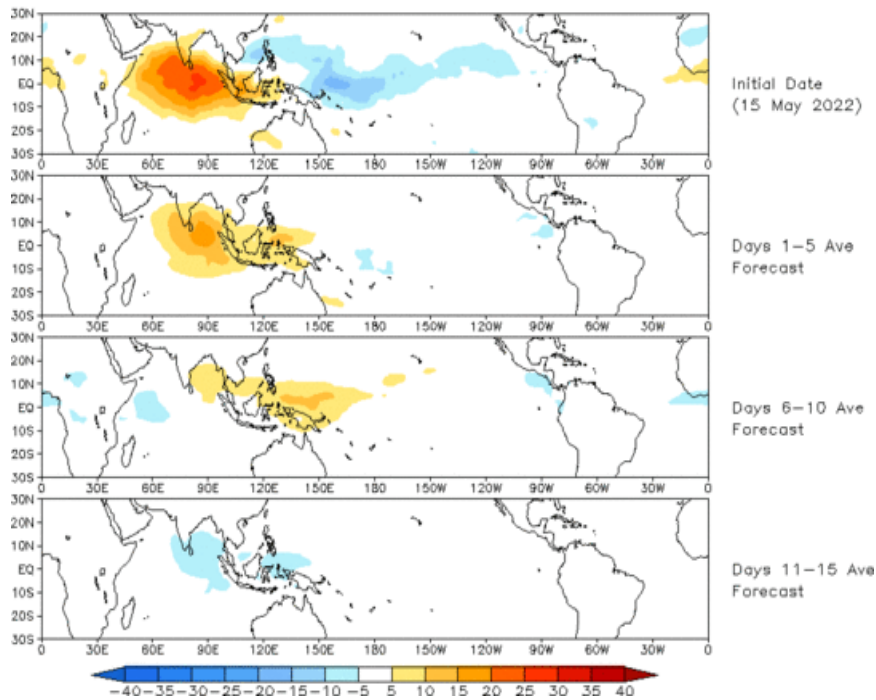 30N
20N
10N
EQ
10S
20S
30S
0 30E 60E 90E 120E 150E 180 150W 120W 90W 60W 30W 0
Initial Date
(15 May 2022)
30N
20N
10N
EQ
10S
20S
30S
0 30E 60E 90E 120E 150E 180 150W 120W 90W 60W 30W 0
Days 1-5 Ave
Forecast
30N
20N
10N
EQ
10S
20S
30S
0 30E 60E 90E 120E 150E 180 150W 120W 90W 60W 30W 0
Days 6-10 Ave
Forecast
30N
20N
10N
EQ
10S
20S
30S
0 30E 60E 90E 120E 150E 180 150W 120W 90W 60W 30W 0
Days 11-15 Ave
Forecast
-40 -35 -30 -25 -20 -15 -10 -5 5 10 15 20 25 30 35 40